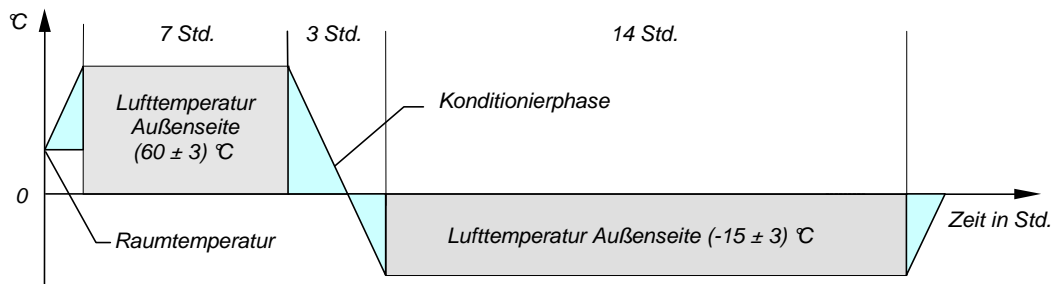 °C
7 Std.
3 Std.
14 Std.
Lufttemperatur
Außenseite
(60 ± 3) °C
Konditionierphase
0
Zeit in Std.
Raumtemperatur
Lufttemperatur Außenseite (-15 ± 3) °C